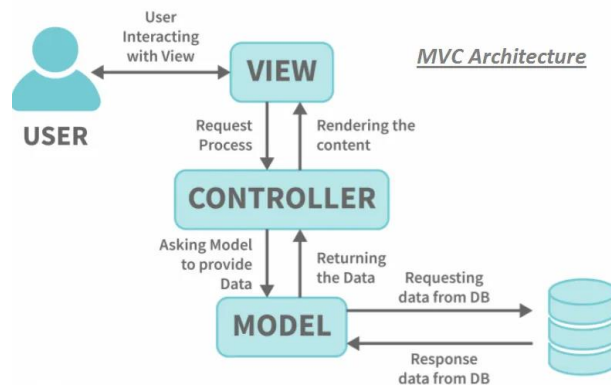 User
Interacting
with View
MVC Architecture
VIEW
USER
Request
Process
Rendering the
content
CONTROLLER
Asking Model
to provide
Data
Returning
the Data
Requesting
data from DB
MODEL
Response
data from DB